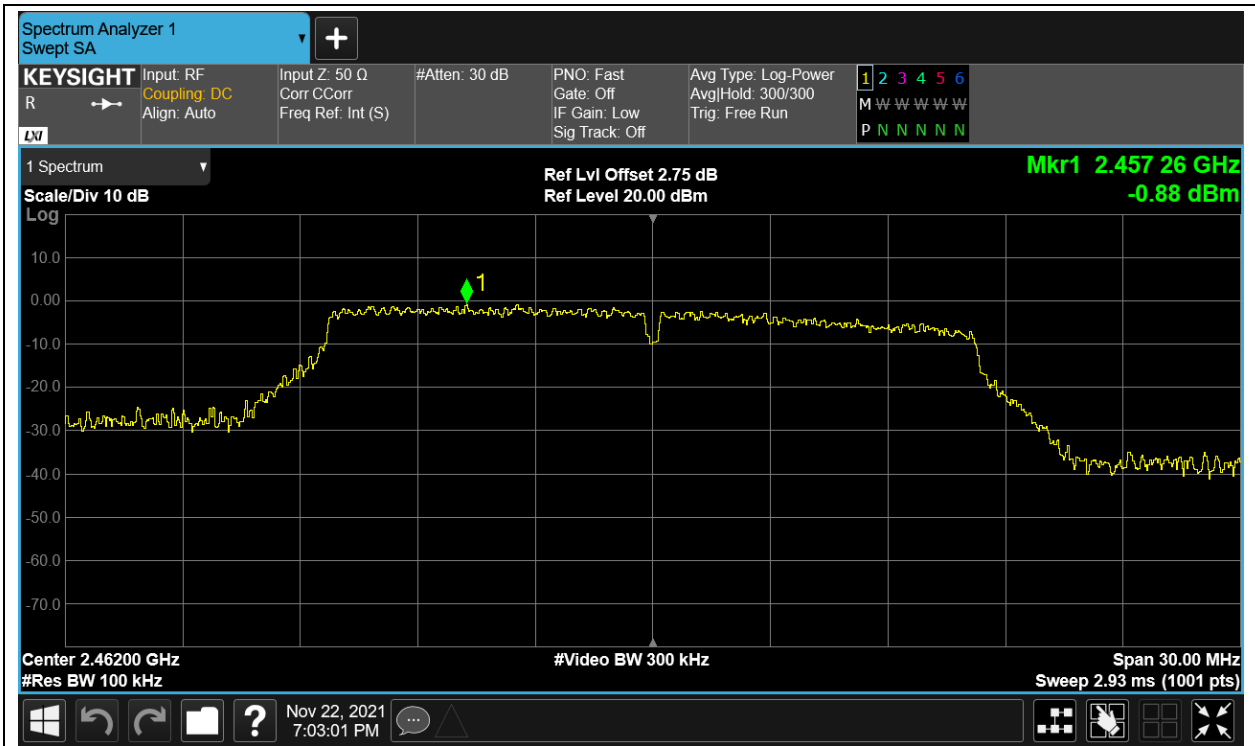 Spectrum Analyzer 1
Swept SA
KEYSIGHT
R
LXI
Input: RF
Coupling: DC
Align: Auto
Input Z: 50 Ω
Corr CCorr
Freq Ref: Int (S)
#Atten: 30 dB
PNO: Fast
Gate: Off
IF Gain: Low
Sig Track: Off
Avg Type: Log-Power
Avg|Hold: 300/300
Trig: Free Run
1 2 3 4 5 6
M W W W W W W
P N N N N N N
1 Spectrum
Scale/Div 10 dB
Ref Lvl Offset 2.75 dB
Ref Level 20.00 dBm
Mkr1 2.457 26 GHz
-0.88 dBm
Log
10.0
1
0.00
-10.0
-20.0
-30.0
-40.0
-50.0
-60.0
-70.0
Center 2.46200 GHz
#Res BW 100 kHz
#Video BW 300 kHz
Span 30.00 MHz
Sweep 2.93 ms (1001 pts)
?
Nov 22, 2021
7:03:01 PM